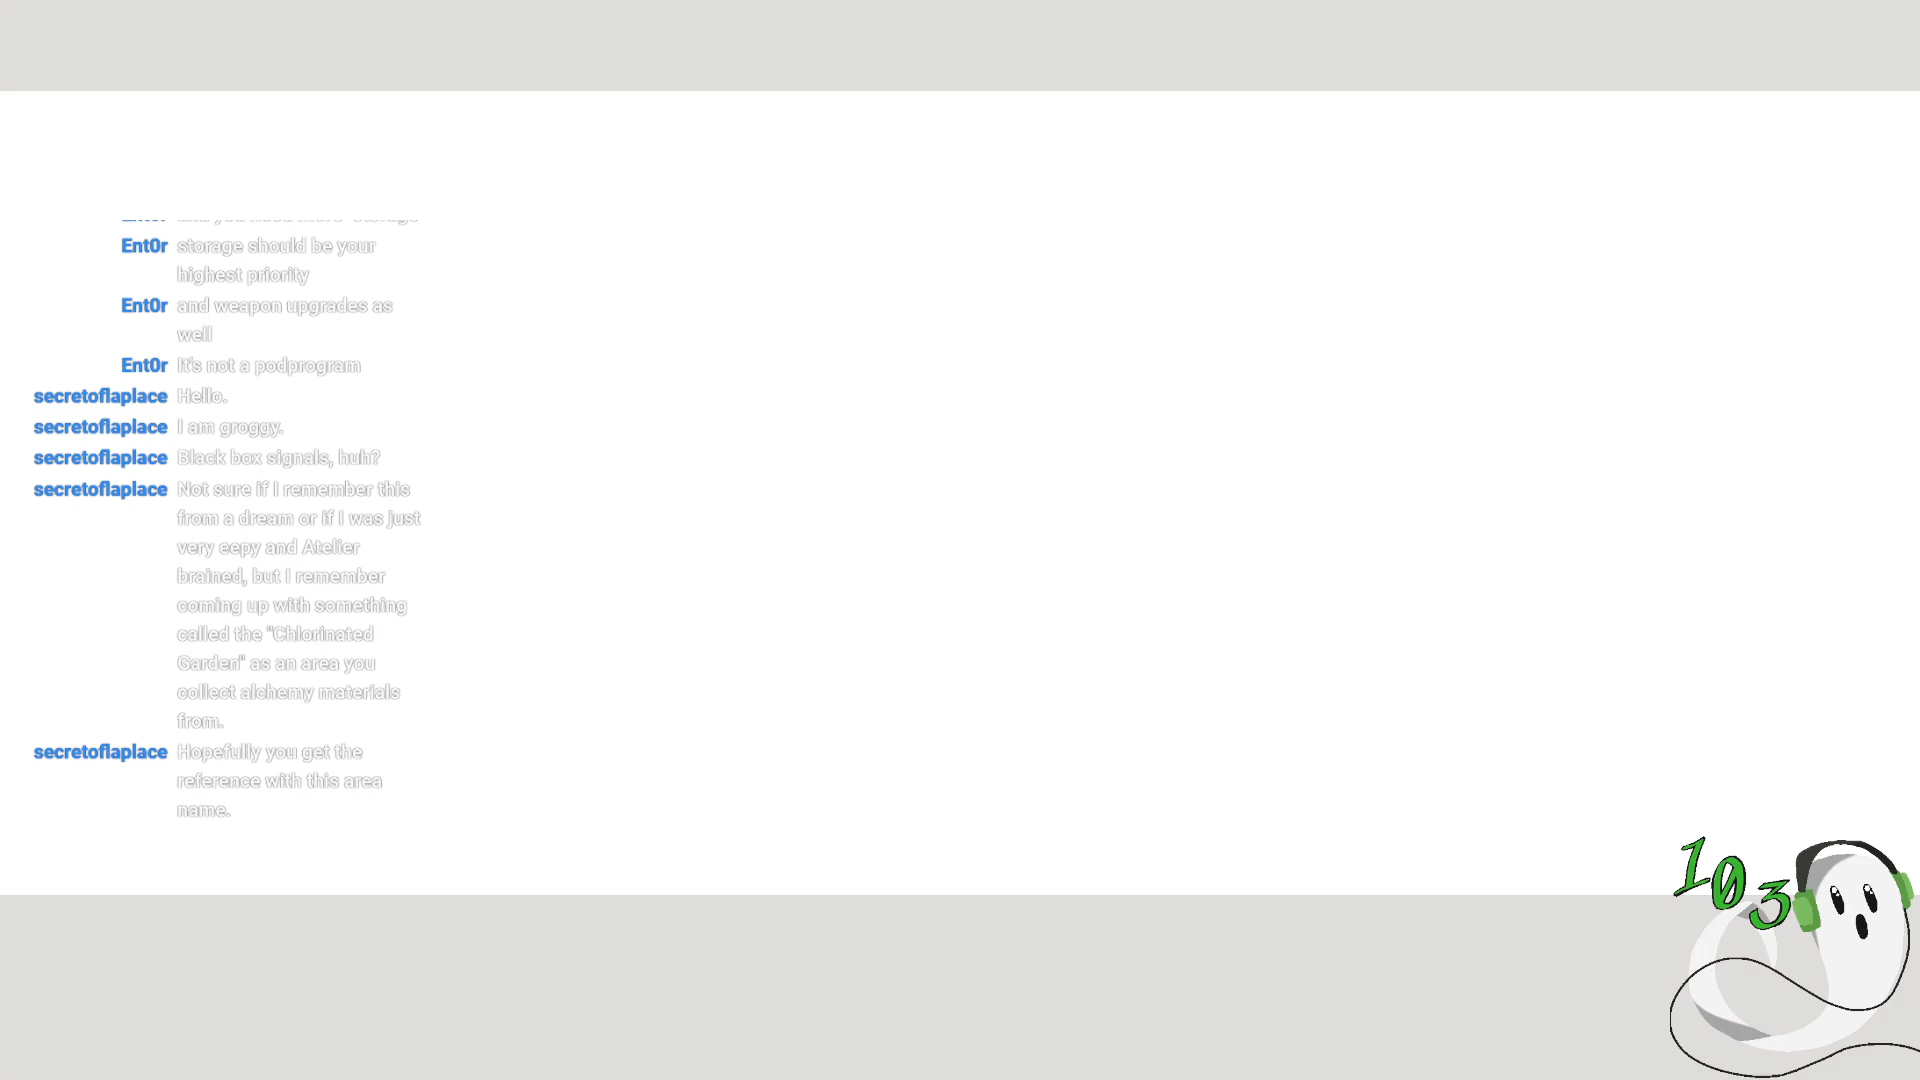 Ent0r storage should be your
highest priority
Ent0r and weapon upgrades as
well
Ent0r It's not a podprogram
secretoflaplace Hello.
secretoflaplace I am groggy.
secretoflaplace Black box signals, huh?
secretoflaplace Not sure if I remember this
from a dream or if I was just
very eepy and Atelier
brained, but I remember
coming up with something
called the "Chlorinated
Garden" as an area you
collect alchemy materials
from.
secretoflaplace Hopefully you get the
reference with this area
name.
103